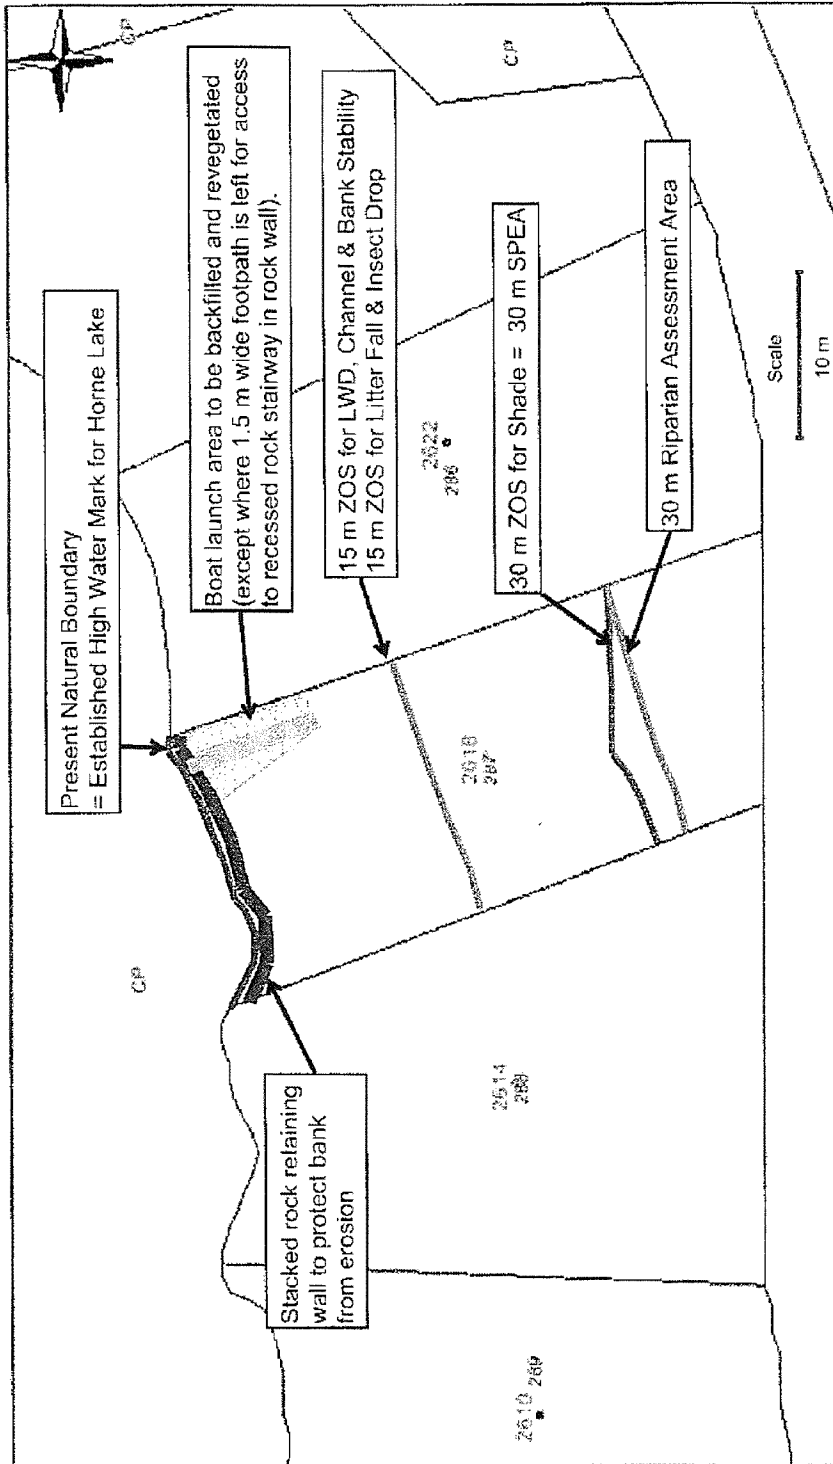 CP
CP
CP
Present Natural Boundary
= Established High Water Mark for Horne Lake
Boat launch area to be backfilled and revegetated
(except where 1.5 m wide footpath is left for access
to recessed rock stairway in rock wall).
15 m ZOS for LWD, Channel & Bank Stability
15 m ZOS for Litter Fall & Insect Drop
30 m ZOS for Shade = 30 m SPEA
30 m Riparian Assessment Area
Stacked rock retaining
wall to protect bank
from erosion
2622
286
2618
287
2614
288
2610
289
Scale
10 m